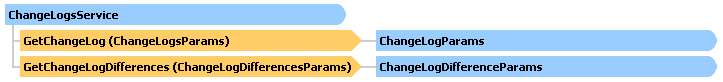 ChangeLogsService
GetChangeLog (ChangeLogsParams) ChangeLogParams
GetChangeLogDifferences (ChangeLogDifferencesParams) ChangeLogDifferenceParams